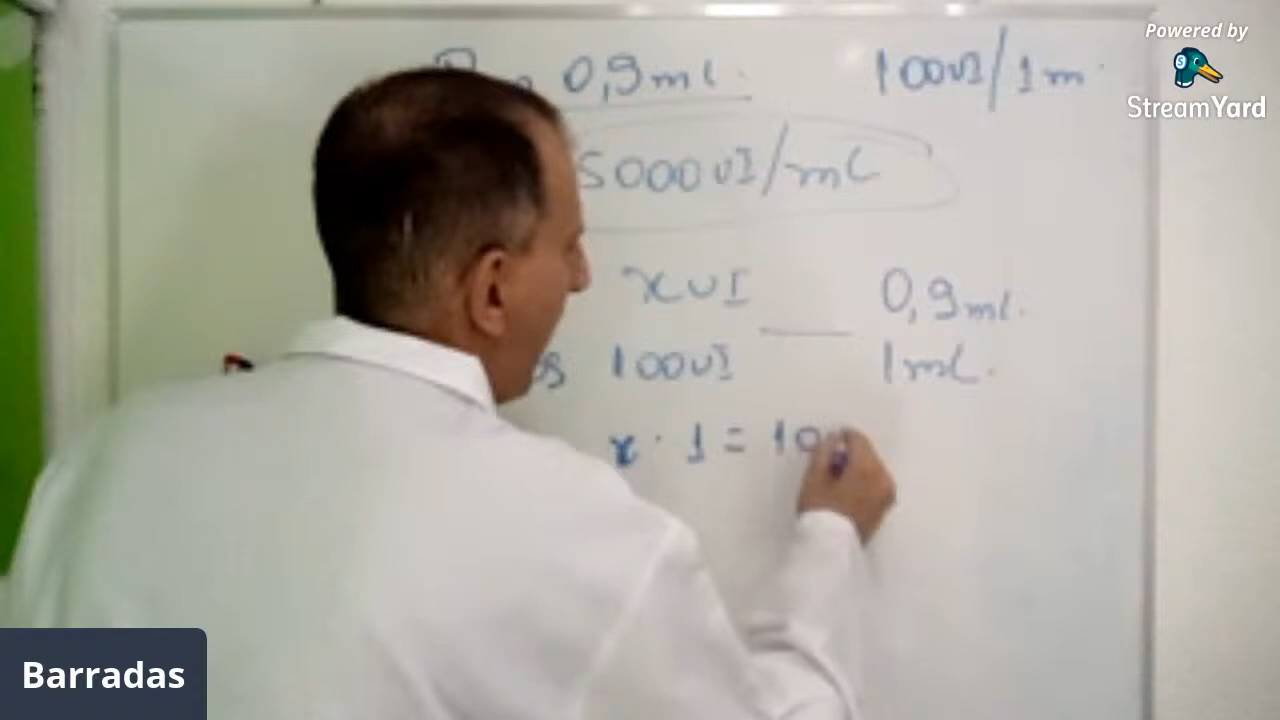 0,9ml. 100UI/1m
5000UI/mL
xUI 0,9ml.
100UI 1mL.
x · 1 = 10
Powered by
StreamYard
Barradas